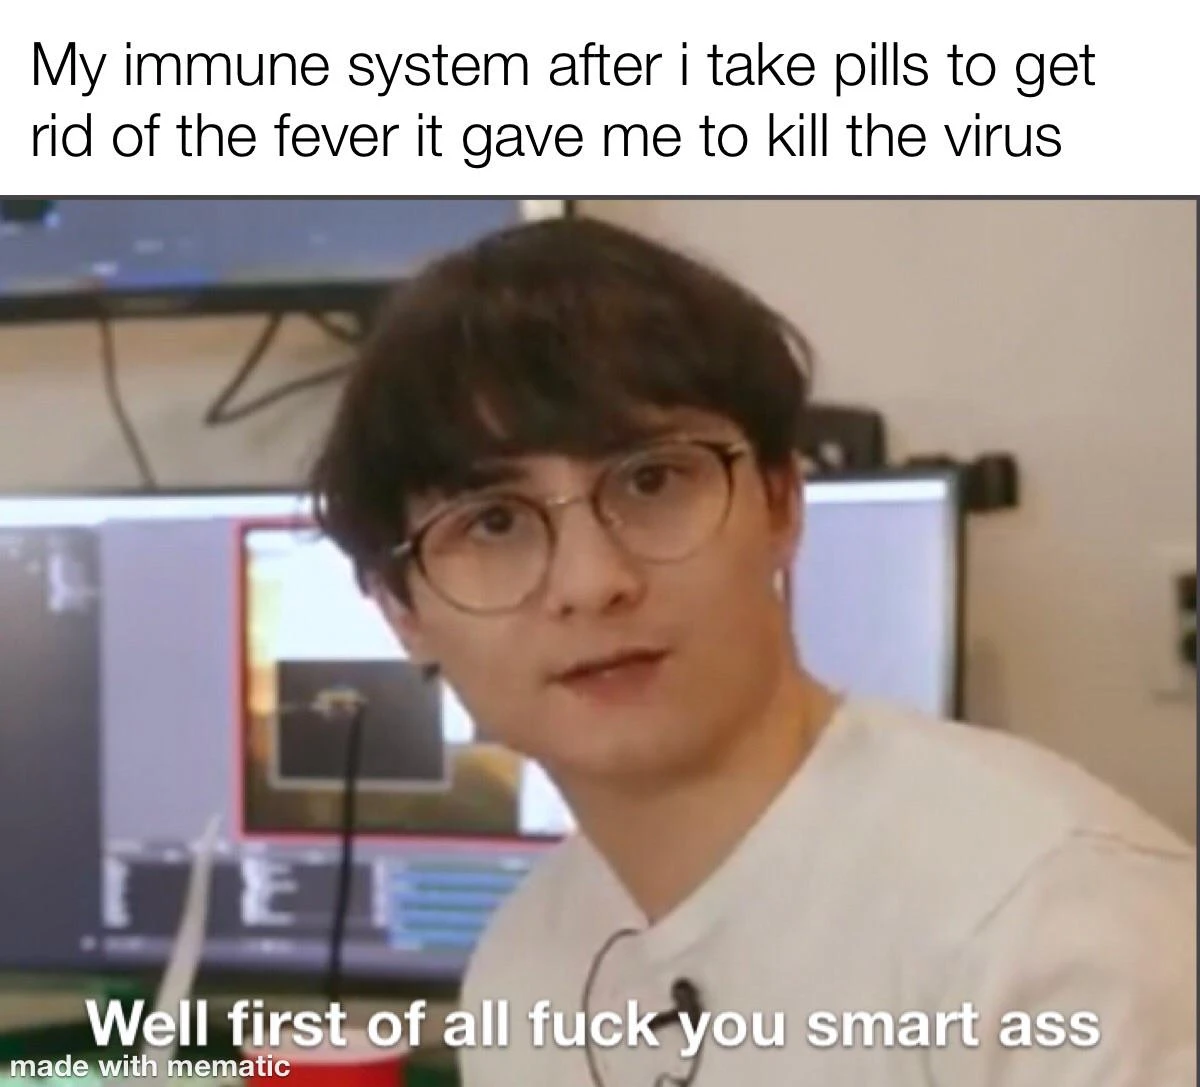 My immune system after i take pills to get
rid of the fever it gave me to kill the virus
Well first of all fuck you smart ass
made with mematic